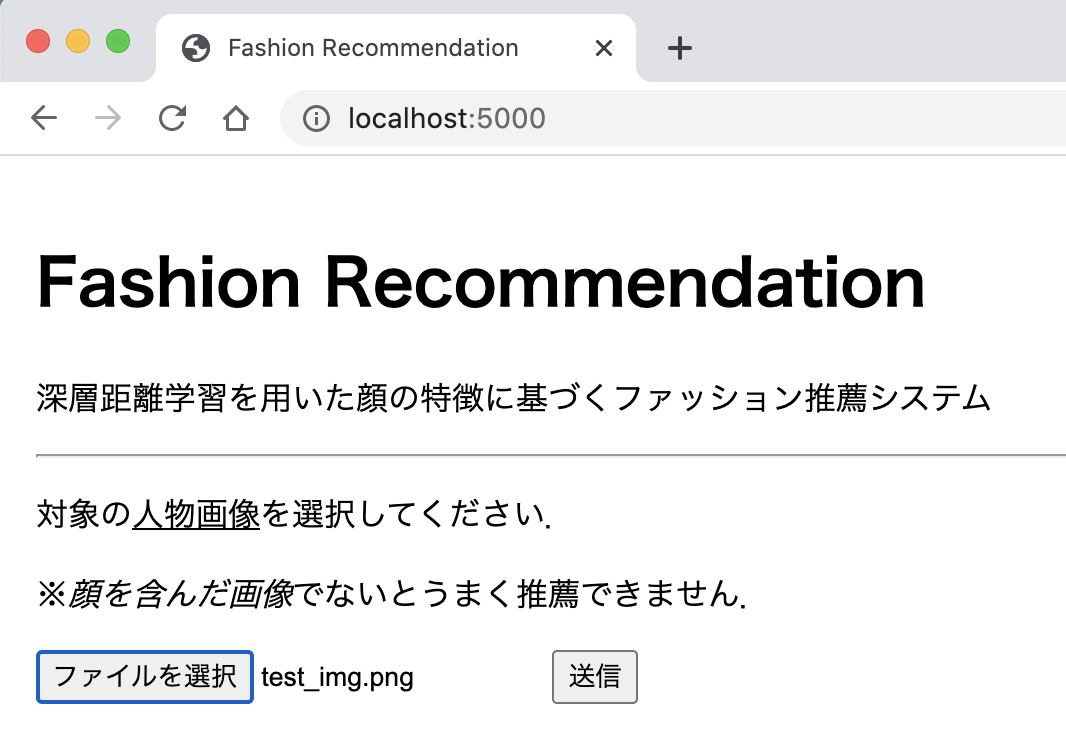 Fashion Recommendation
localhost:5000
Fashion Recommendation
深層距離学習を用いた顔の特徴に基づくファッション推薦システム
対象の人物画像を選択してください.
※顔を含んだ画像でないとうまく推薦できません.
ファイルを選択 test_img.png 送信